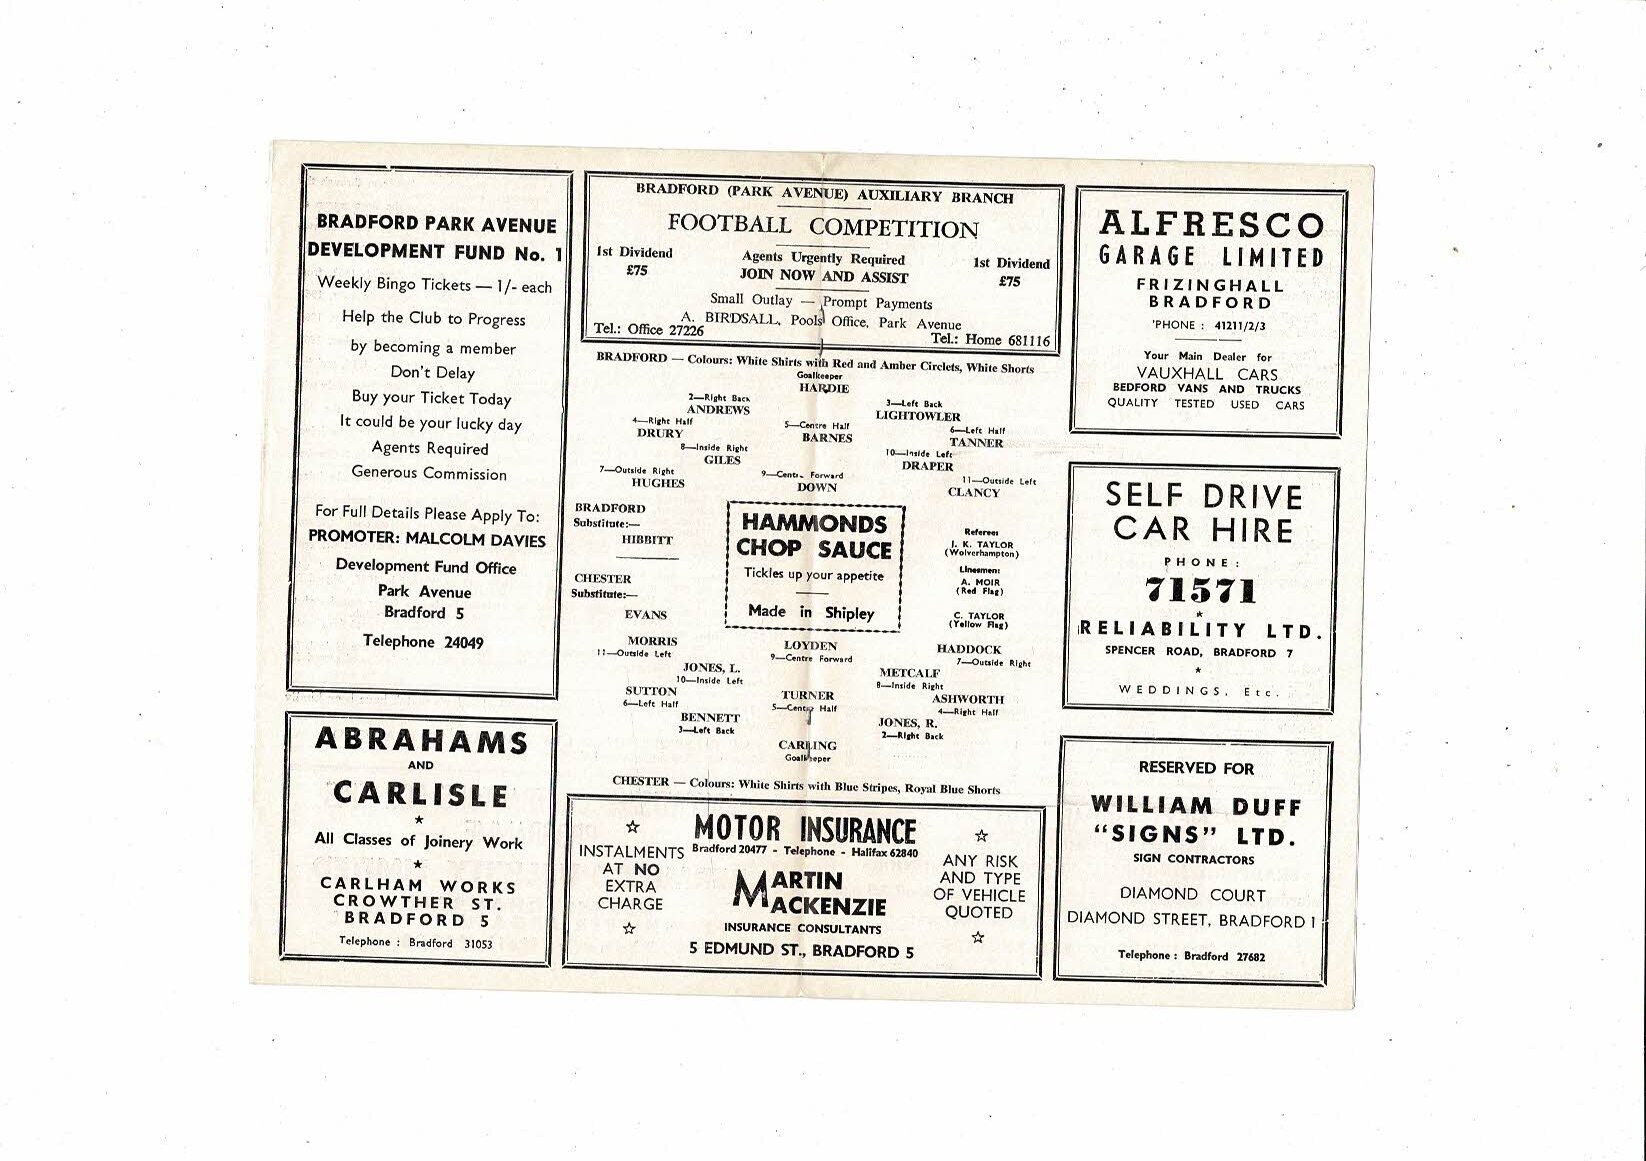 BRADFORD PARK AVENUE
DEVELOPMENT FUND No. 1
Weekly Bingo Tickets — 1/- each
Help the Club to Progress
by becoming a member
Don't Delay
Buy your Ticket Today
It could be your lucky day
Agents Required
Generous Commission
For Full Details Please Apply To:
PROMOTER: MALCOLM DAVIES
Development Fund Office
Park Avenue
Bradford 5
Telephone 24049
ABRAHAMS
AND
CARLISLE
All Classes of Joinery Work
CARLHAM WORKS
CROWTHER ST.
BRADFORD 5
Telephone : Bradford 31053
BRADFORD (PARK AVENUE) AUXILIARY BRANCH
FOOTBALL COMPETITION
1st Dividend
£75
Agents Urgently Required
JOIN NOW AND ASSIST
1st Dividend
£75
Small Outlay — Prompt Payments
A. BIRDSALL, Pools Office, Park Avenue
Tel.: Office 27226
Tel.: Home 681116
BRADFORD — Colours: White Shirts with Red and Amber Circlets, White Shorts
Goalkeeper
HARDIE
2—Right Back
ANDREWS
3—Left Back
LIGHTOWLER
4—Right Half
DRURY
5—Centre Half
BARNES
6—Left Half
TANNER
8—Inside Right
GILES
10—Inside Left
DRAPER
7—Outside Right
HUGHES
9—Centre Forward
DOWN
11—Outside Left
CLANCY
BRADFORD
Substitute:—
HIBBITT
CHESTER
Substitute:—
EVANS
HAMMONDS
CHOP SAUCE
Tickles up your appetite
Made in Shipley
Referee:
J. K. TAYLOR
(Wolverhampton)
Linesmen:
A. MOIR
(Red Flag)
C. TAYLOR
(Yellow Flag)
MORRIS
11—Outside Left
LOYDEN
9—Centre Forward
HADDOCK
7—Outside Right
JONES, L.
10—Inside Left
METCALF
8—Inside Right
SUTTON
6—Left Half
TURNER
5—Centre Half
ASHWORTH
4—Right Half
BENNETT
3—Left Back
JONES, R.
2—Right Back
CARLING
Goalkeeper
CHESTER — Colours: White Shirts with Blue Stripes, Royal Blue Shorts
MOTOR INSURANCE
Bradford 20477 - Telephone - Halifax 62840
INSTALMENTS
AT NO
EXTRA
CHARGE
MARTIN
MACKENZIE
INSURANCE CONSULTANTS
5 EDMUND ST., BRADFORD 5
ANY RISK
AND TYPE
OF VEHICLE
QUOTED
ALFRESCO
GARAGE LIMITED
FRIZINGHALL
BRADFORD
'PHONE : 41211/2/3
Your Main Dealer for
VAUXHALL CARS
BEDFORD VANS AND TRUCKS
QUALITY TESTED USED CARS
SELF DRIVE
CAR HIRE
PHONE:
71571
RELIABILITY LTD.
SPENCER ROAD, BRADFORD 7
WEDDINGS, Etc.
RESERVED FOR
WILLIAM DUFF
"SIGNS" LTD.
SIGN CONTRACTORS
DIAMOND COURT
DIAMOND STREET, BRADFORD 1
Telephone : Bradford 27682